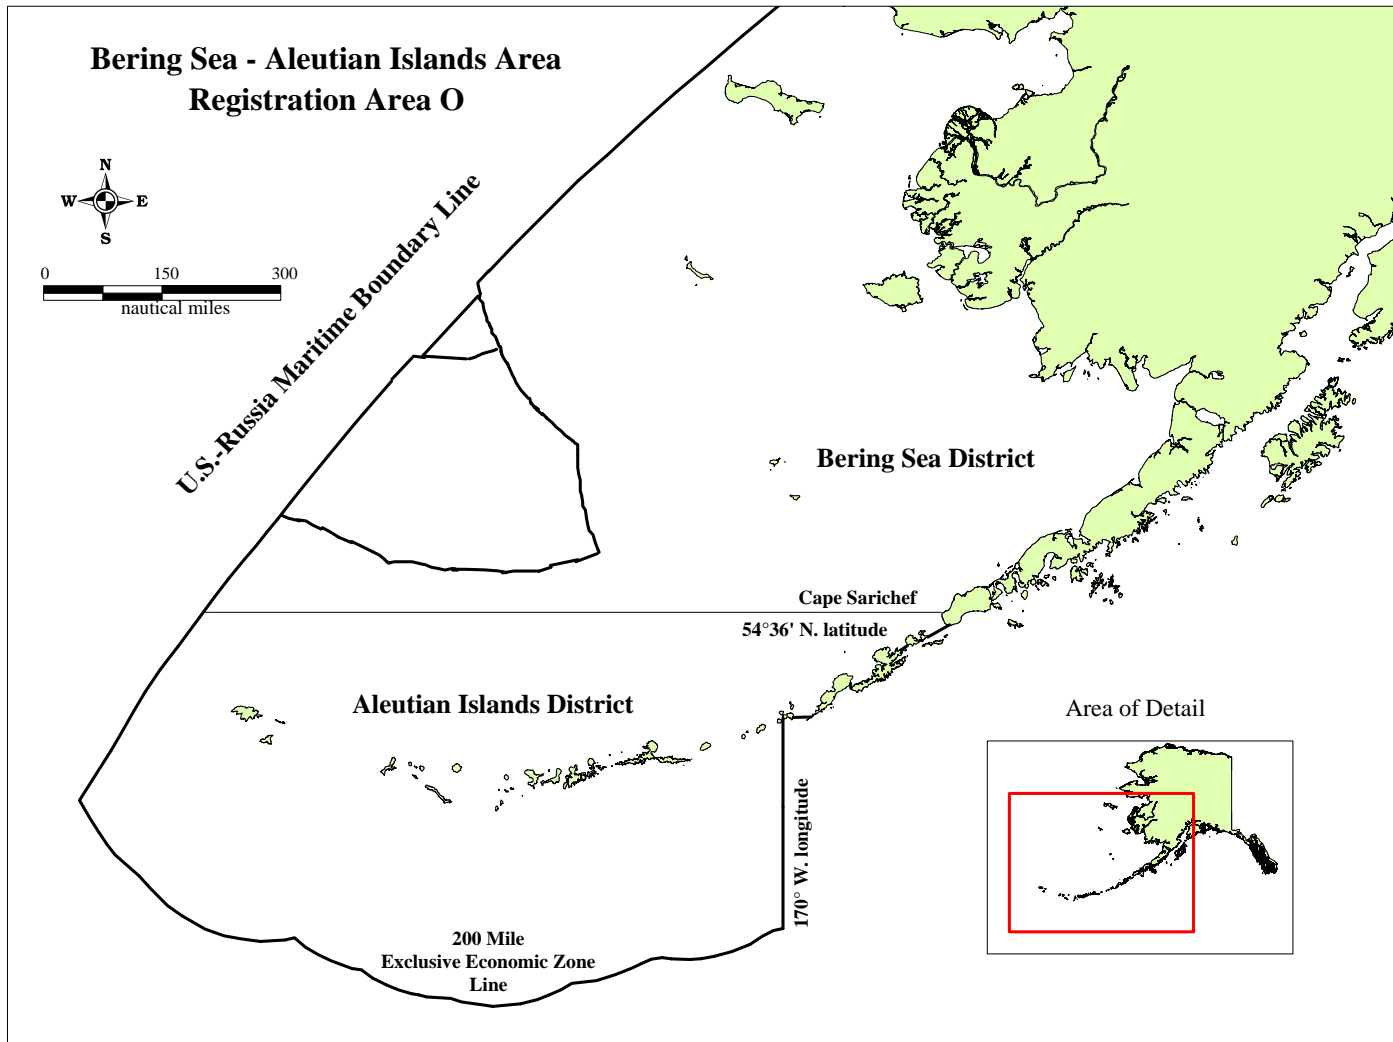 Bering Sea - Aleutian Islands Area
Registration Area O
N
W
E
S
0
150
300
nautical miles
U.S.-Russia Maritime Boundary Line
Bering Sea District
Cape Sarichef
54°36' N. latitude
Aleutian Islands District
170° W. longitude
200 Mile
Exclusive Economic Zone
Line
Area of Detail